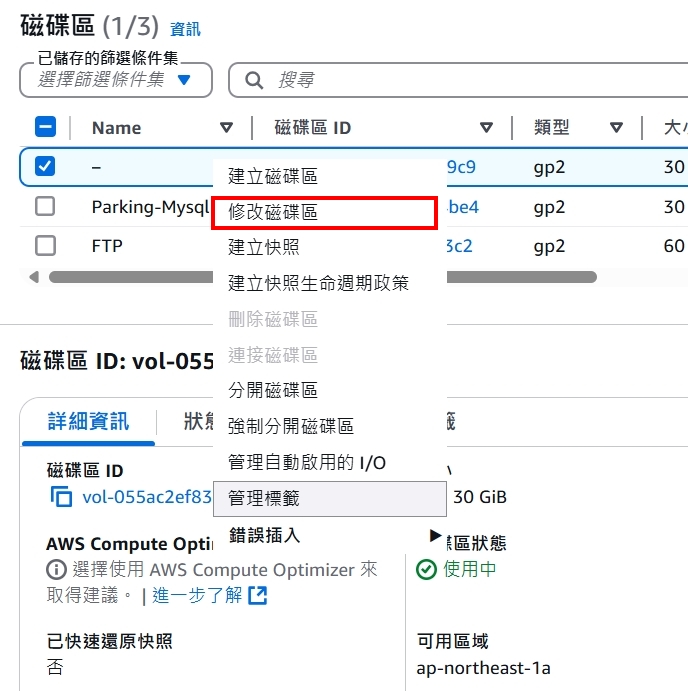 磁碟區 (1/3) 資訊
已儲存的篩選條件集
選擇篩選條件集 搜尋
Name 磁碟區 ID 類型
– 9c9 gp2 30
Parking-Mysql be4 gp2 30
FTP 3c2 gp2 60
建立磁碟區
修改磁碟區
建立快照
建立快照生命週期政策
刪除磁碟區
連接磁碟區
分開磁碟區
強制分開磁碟區
管理自動啟用的 I/O
管理標籤
錯誤插入
磁碟區 ID: vol-055
詳細資訊
磁碟區 ID
vol-055ac2ef83 30 GiB
AWS Compute Opti 碟區狀態
選擇使用 AWS Compute Optimizer 來 使用中
取得建議。 | 進一步了解
已快速還原快照 可用區域
否 ap-northeast-1a